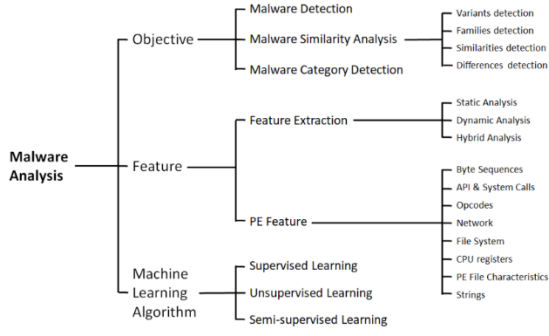 Malware
Analysis
Objective
Malware Detection
Malware Similarity Analysis
Variants detection
Families detection
Similarities detection
Differences detection
Malware Category Detection
Feature
Feature Extraction
Static Analysis
Dynamic Analysis
Hybrid Analysis
PE Feature
Byte Sequences
API & System Calls
Opcodes
Network
File System
CPU registers
PE File Characteristics
Strings
Machine
Learning
Algorithm
Supervised Learning
Unsupervised Learning
Semi-supervised Learning